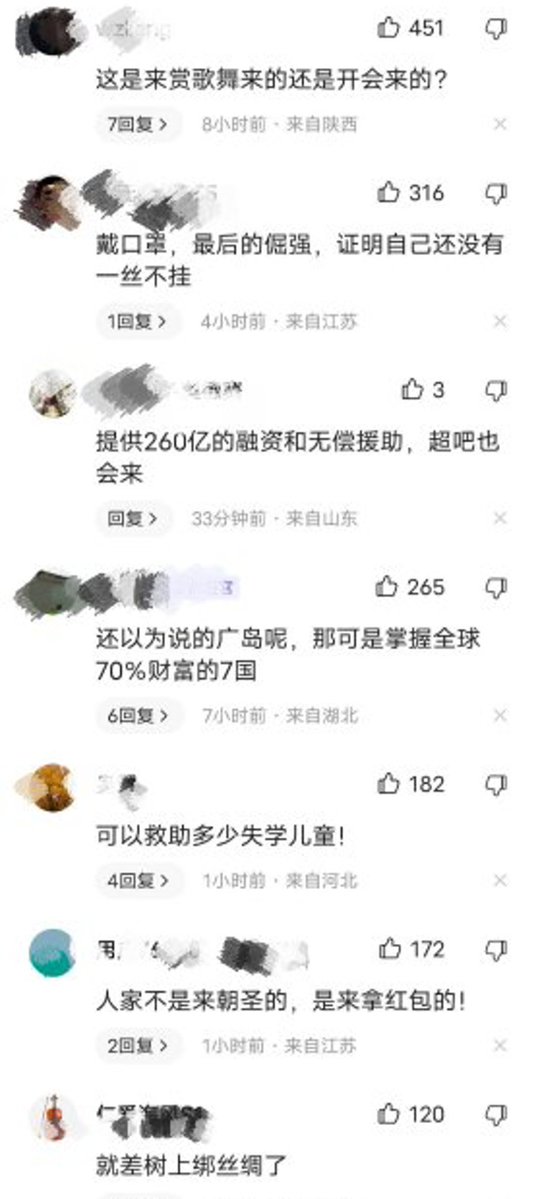 451
这是来赏歌舞来的还是开会来的?
7回复 >
8小时前 · 来自陕西
316
戴口罩，最后的倔强，证明自己还没有
一丝不挂
1回复 >
4小时前 · 来自江苏
3
提供260亿的融资和无偿援助，超吧也
会来
回复 >
33分钟前 · 来自山东
265
还以为说的广岛呢，那可是掌握全球
70%财富的7国
6回复 >
7小时前 · 来自湖北
182
可以救助多少失学儿童！
4回复 >
1小时前 · 来自河北
172
人家不是来朝圣的，是来拿红包的！
2回复 >
1小时前 · 来自江苏
120
就差树上绑丝绸了